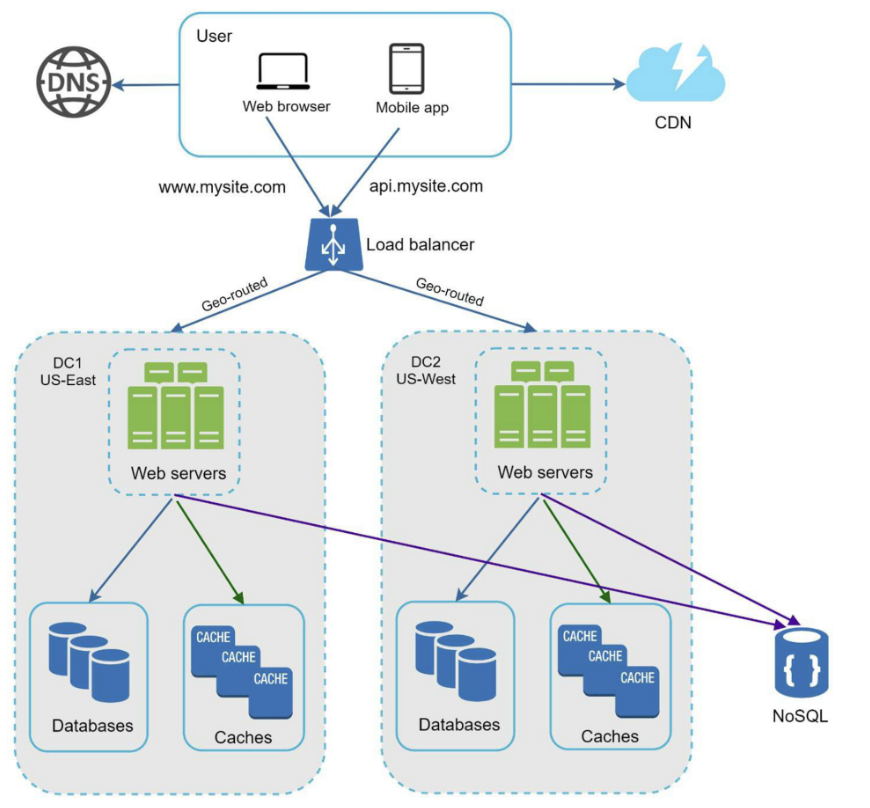 User
DNS
Web browser
Mobile app
CDN
www.mysite.com
api.mysite.com
Load balancer
Geo-routed
Geo-routed
DC1
US-East
Web servers
DC2
US-West
Web servers
Databases
CACHE
CACHE
CACHE
Caches
Databases
CACHE
CACHE
CACHE
Caches
{ }
NoSQL